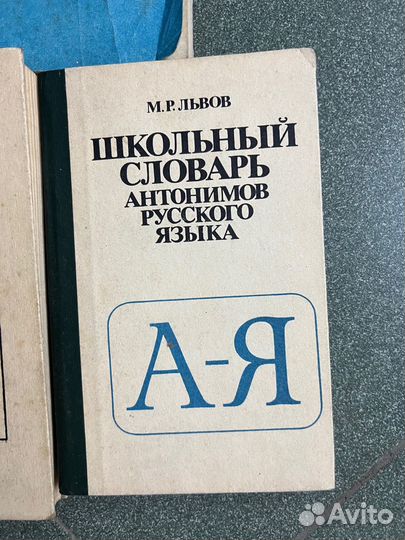 М.Р.ЛЬВОВ
ШКОЛЬНЫЙ
СЛОВАРЬ
АНТОНИМОВ
РУССКОГО
ЯЗЫКА
А-Я
Avito